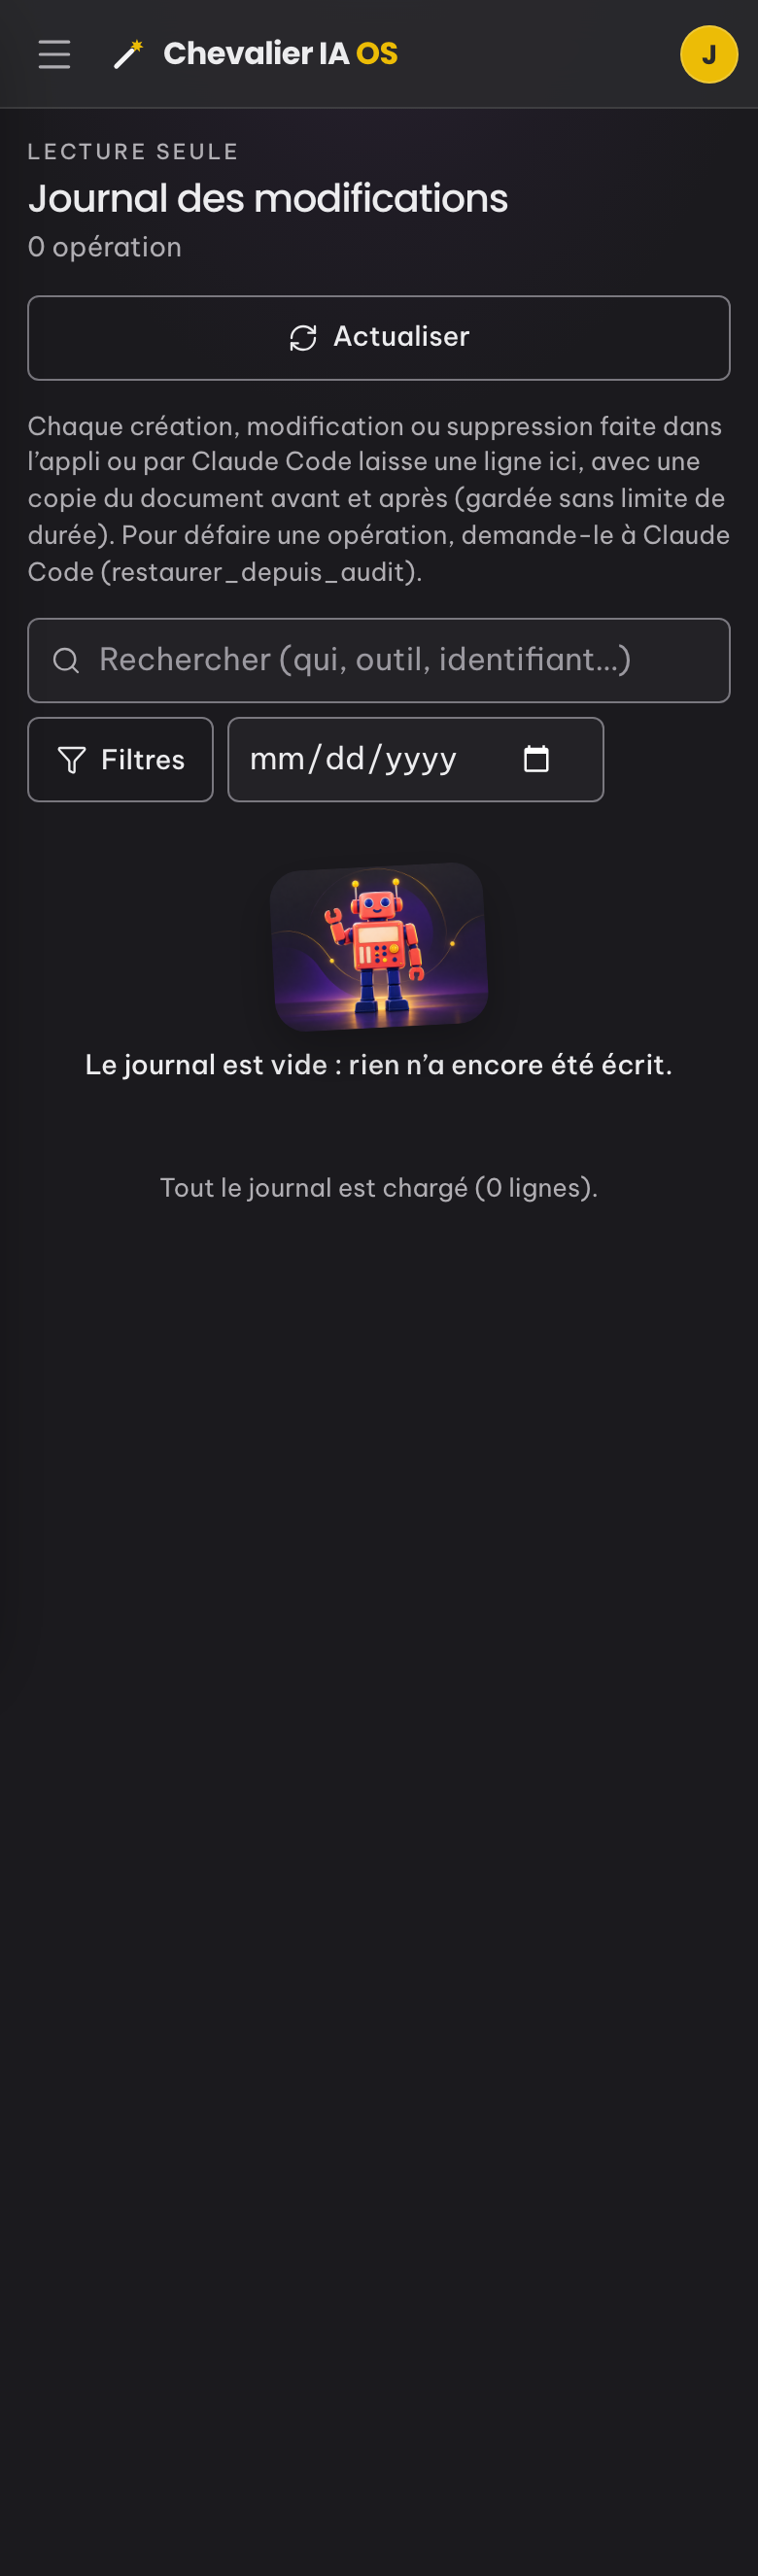 Chevalier IA OS
J
LECTURE SEULE
Journal des modifications
0 opération
Actualiser
Chaque création, modification ou suppression faite dans
l’appli ou par Claude Code laisse une ligne ici, avec une
copie du document avant et après (gardée sans limite de
durée). Pour défaire une opération, demande-le à Claude
Code (restaurer_depuis_audit).
Rechercher (qui, outil, identifiant…)
Filtres
mm/dd/yyyy
Le journal est vide : rien n’a encore été écrit.
Tout le journal est chargé (0 lignes).